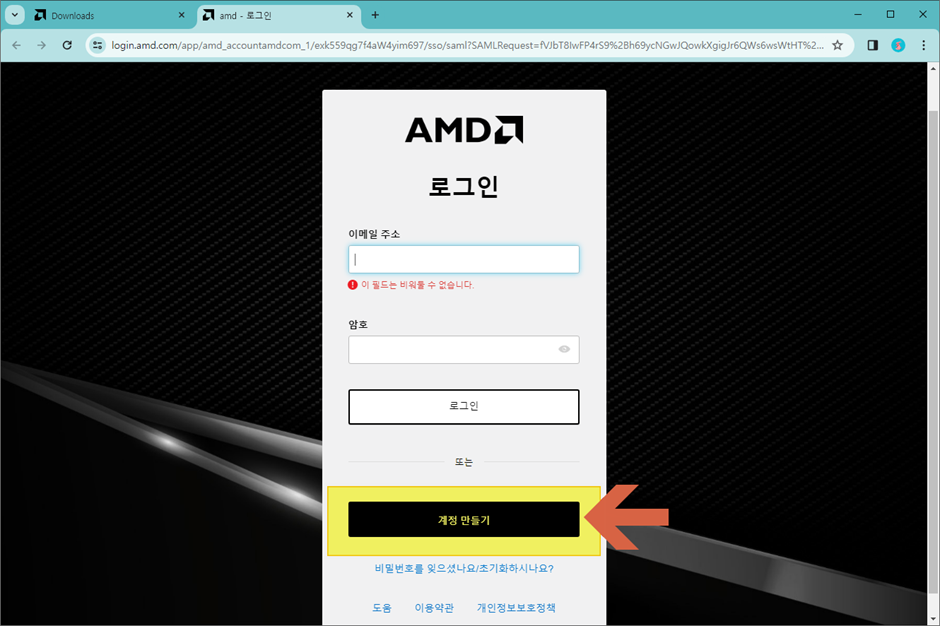 Downloads
amd - 로그인
login.amd.com/app/amd_accountamdcom_1/exk559qg7f4aW4yim697/sso/saml?SAMLRequest=fVJbT8IwFP4rS9%2Bh69ycNGwJQowkXgigJr6QWs6wsWtHT%2...
AMD
로그인
이메일 주소
이 필드는 비워둘 수 없습니다.
암호
로그인
또는
계정 만들기
비밀번호를 잊으셨나요/초기화하시나요?
도움 이용약관 개인정보보호정책